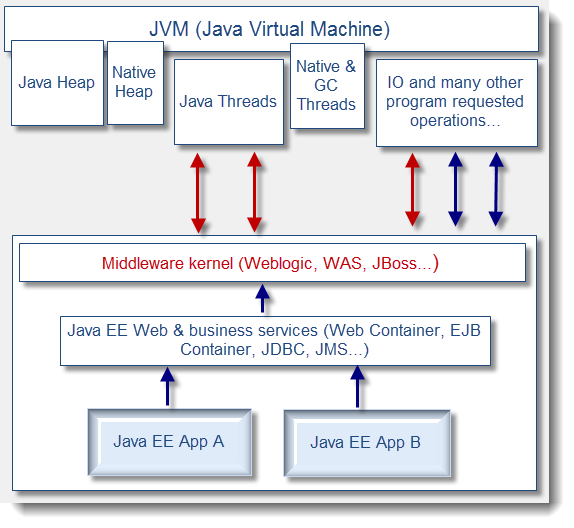 JVM (Java Virtual Machine)
Java Heap
Native
Heap
Java Threads
Native &
GC
Threads
IO and many other
program requested
operations...
Middleware kernel (Weblogic, WAS, JBoss...)
Java EE Web & business services (Web Container, EJB
Container, JDBC, JMS...)
Java EE App A
Java EE App B